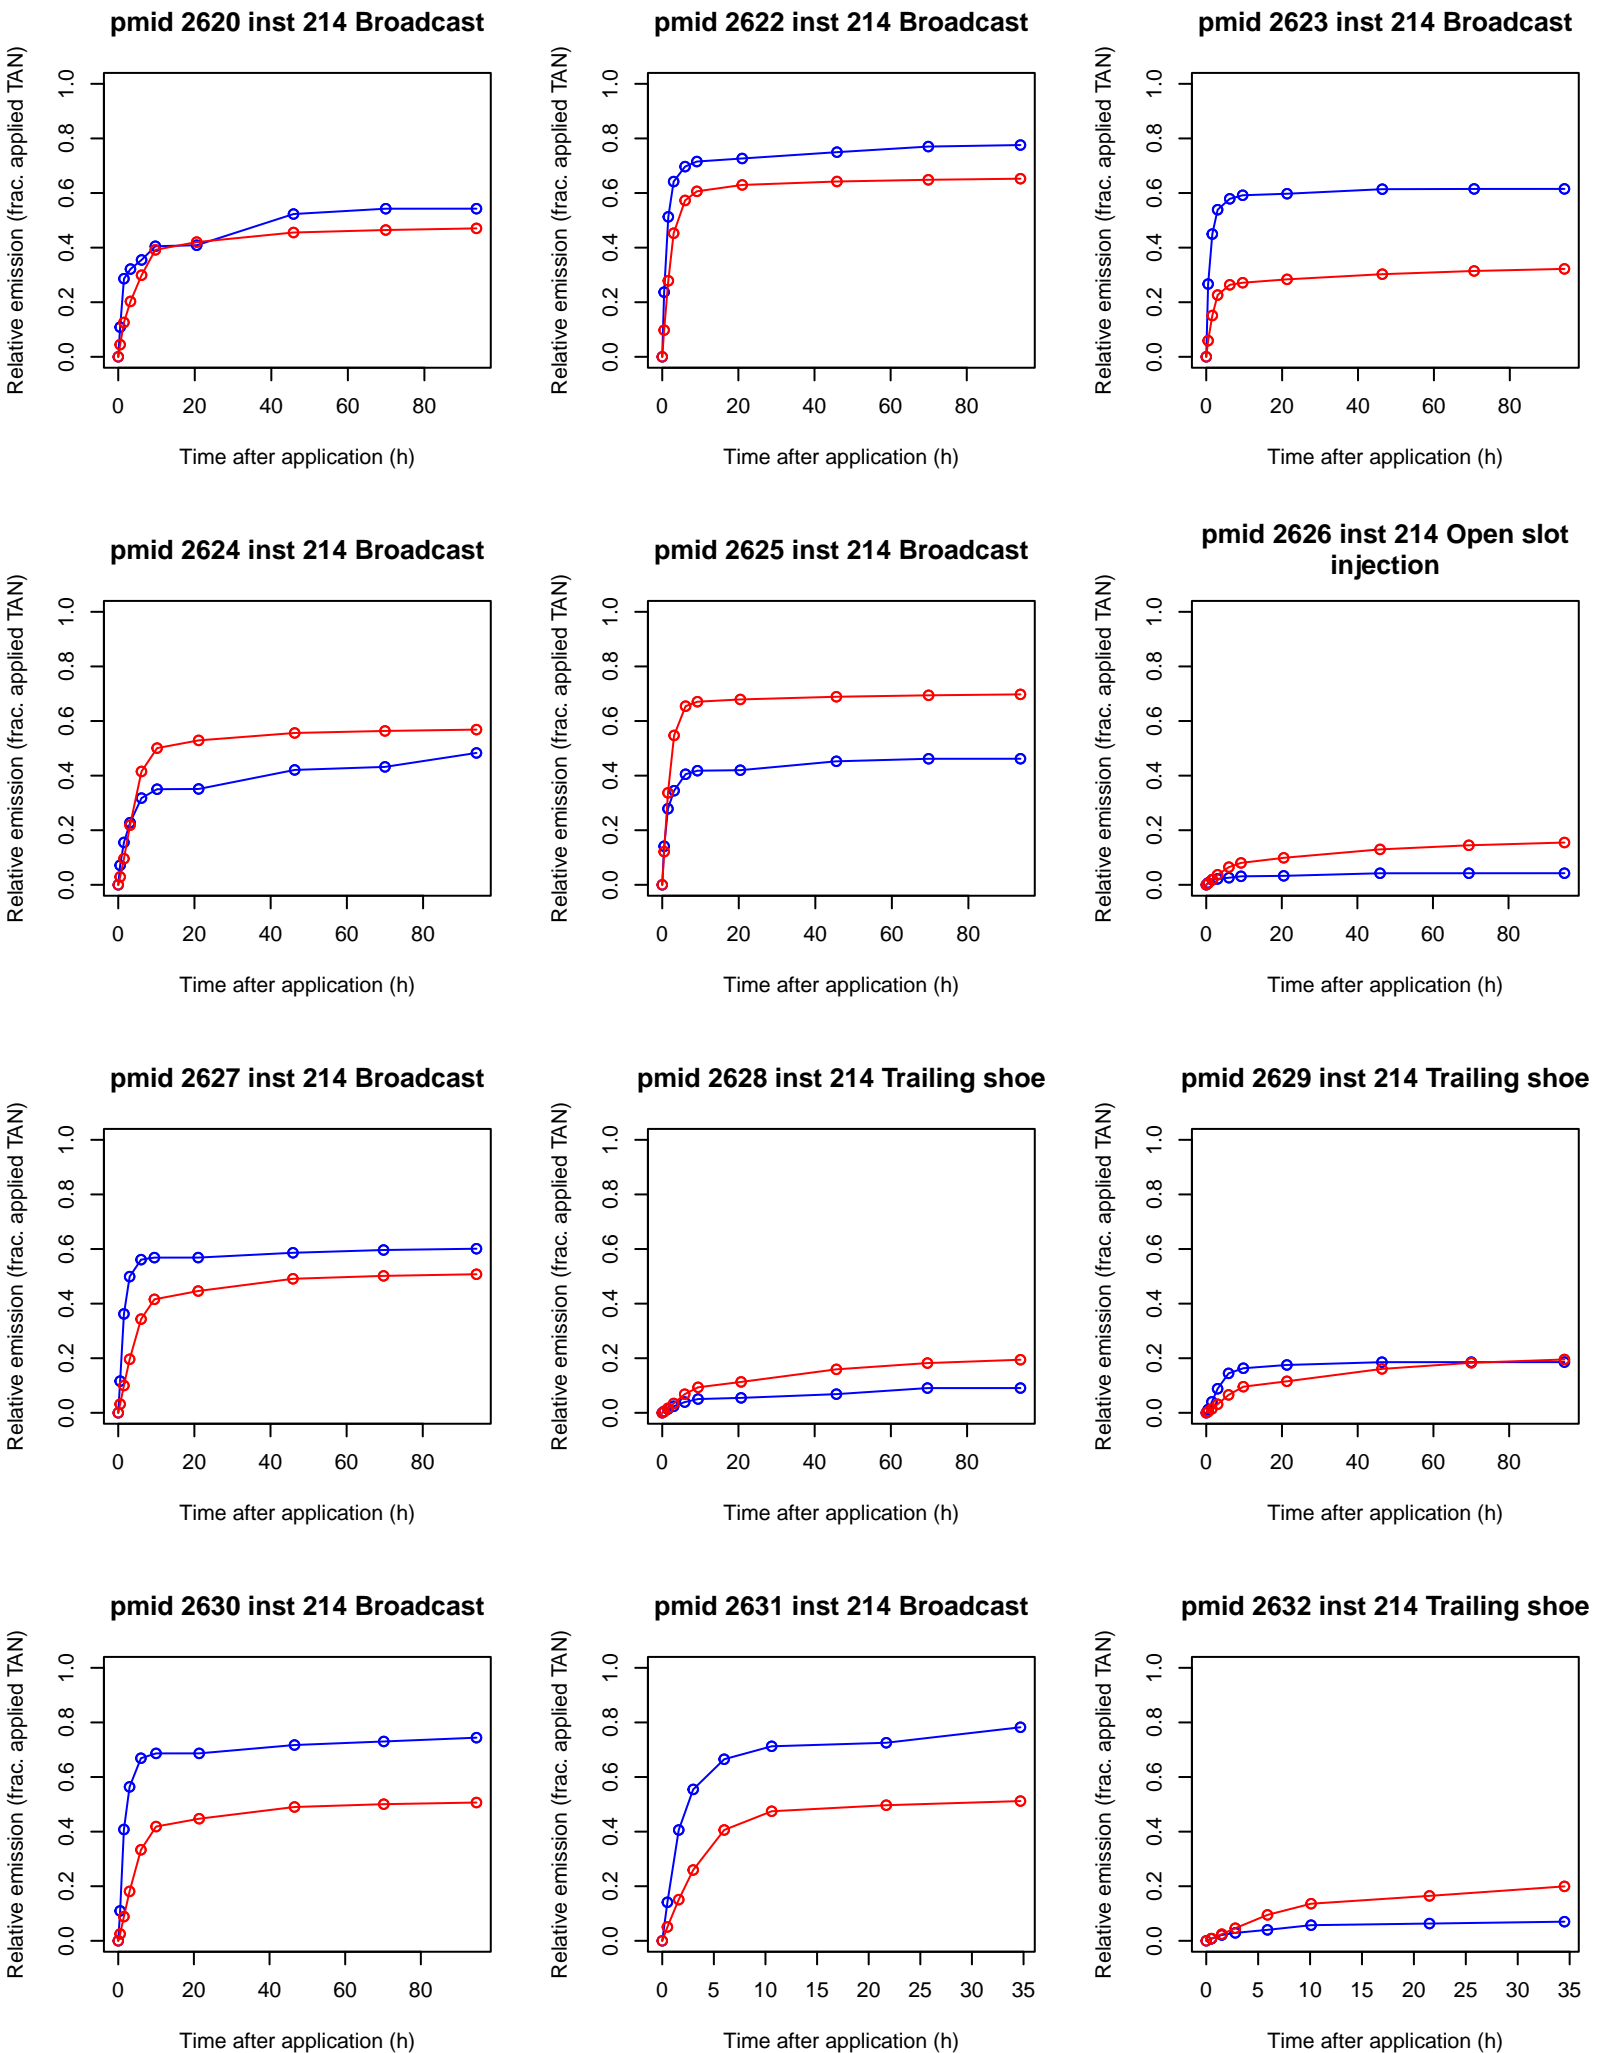 pmid 2620 inst 214 Broadcast
Relative emission (frac. applied TAN)
1.0
0.8
0.6
0.4
0.2
0.0
0 20 40 60 80
Time after application (h)
pmid 2622 inst 214 Broadcast
Relative emission (frac. applied TAN)
1.0
0.8
0.6
0.4
0.2
0.0
0 20 40 60 80
Time after application (h)
pmid 2623 inst 214 Broadcast
Relative emission (frac. applied TAN)
1.0
0.8
0.6
0.4
0.2
0.0
0 20 40 60 80
Time after application (h)
pmid 2624 inst 214 Broadcast
Relative emission (frac. applied TAN)
1.0
0.8
0.6
0.4
0.2
0.0
0 20 40 60 80
Time after application (h)
pmid 2625 inst 214 Broadcast
Relative emission (frac. applied TAN)
1.0
0.8
0.6
0.4
0.2
0.0
0 20 40 60 80
Time after application (h)
pmid 2626 inst 214 Open slot
injection
Relative emission (frac. applied TAN)
1.0
0.8
0.6
0.4
0.2
0.0
0 20 40 60 80
Time after application (h)
pmid 2627 inst 214 Broadcast
Relative emission (frac. applied TAN)
1.0
0.8
0.6
0.4
0.2
0.0
0 20 40 60 80
Time after application (h)
pmid 2628 inst 214 Trailing shoe
Relative emission (frac. applied TAN)
1.0
0.8
0.6
0.4
0.2
0.0
0 20 40 60 80
Time after application (h)
pmid 2629 inst 214 Trailing shoe
Relative emission (frac. applied TAN)
1.0
0.8
0.6
0.4
0.2
0.0
0 20 40 60 80
Time after application (h)
pmid 2630 inst 214 Broadcast
Relative emission (frac. applied TAN)
1.0
0.8
0.6
0.4
0.2
0.0
0 20 40 60 80
Time after application (h)
pmid 2631 inst 214 Broadcast
Relative emission (frac. applied TAN)
1.0
0.8
0.6
0.4
0.2
0.0
0 5 10 15 20 25 30 35
Time after application (h)
pmid 2632 inst 214 Trailing shoe
Relative emission (frac. applied TAN)
1.0
0.8
0.6
0.4
0.2
0.0
0 5 10 15 20 25 30 35
Time after application (h)